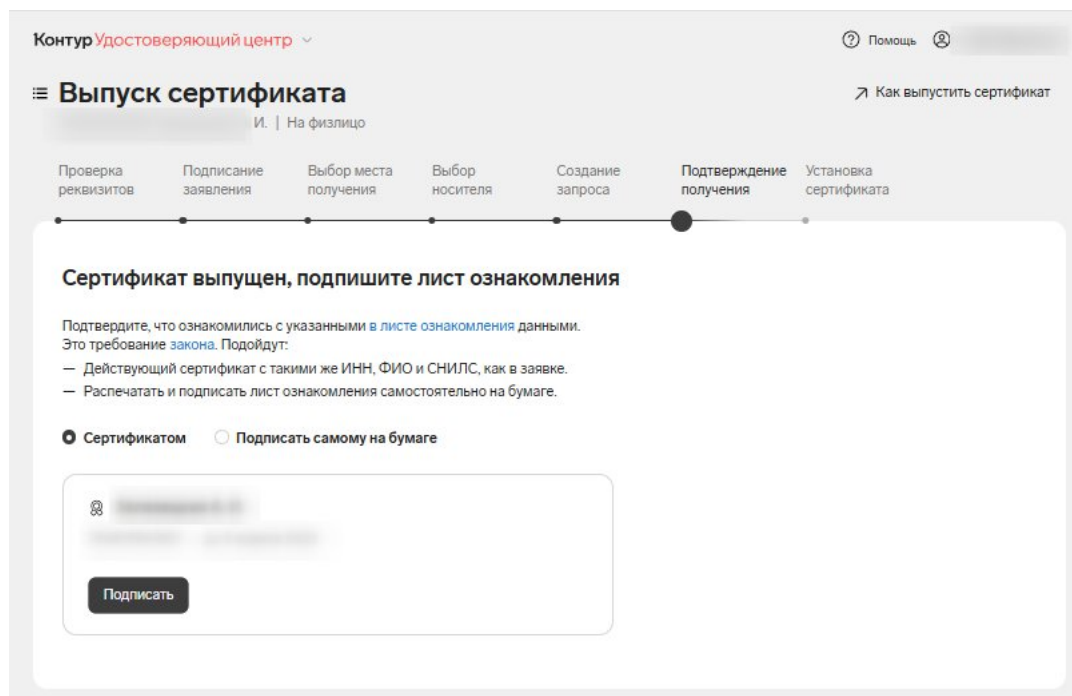 Контур Удостоверяющий центр
Помощь
Выпуск сертификата
Как выпустить сертификат
И. | На физлицо
Проверка реквизитов
Подписание заявления
Выбор места получения
Выбор носителя
Создание запроса
Подтверждение получения
Установка сертификата
Сертификат выпущен, подпишите лист ознакомления
Подтвердите, что ознакомились с указанными в листе ознакомления данными.
Это требование закона. Подойдут:
— Действующий сертификат с такими же ИНН, ФИО и СНИЛС, как в заявке.
— Распечатать и подписать лист ознакомления самостоятельно на бумаге.
Сертификатом
Подписать самому на бумаге
Подписать